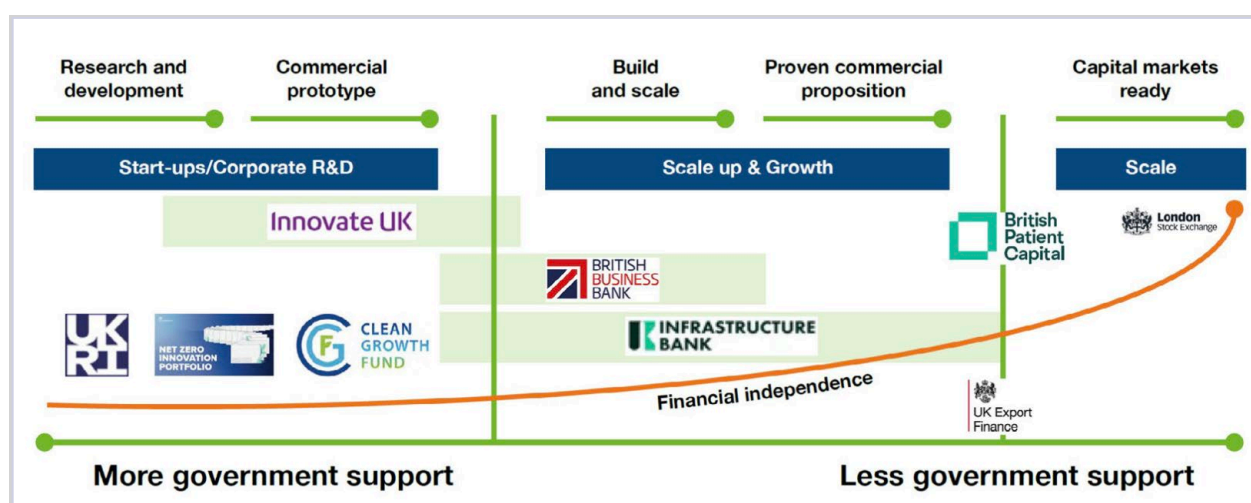 Research and
development
Commercial
prototype
Build
and scale
Proven commercial
proposition
Capital markets
ready
Start-ups/Corporate R&D
Scale up & Growth
Scale
Innovate UK
British
Patient
Capital
London
Stock Exchange
BRITISH
BUSINESS
BANK
UK
RI
NET ZERO
INNOVATION
PORTFOLIO
CGF
CLEAN
GROWTH
FUND
UK INFRASTRUCTURE
BANK
Financial independence
UK Export
Finance
More government support
Less government support